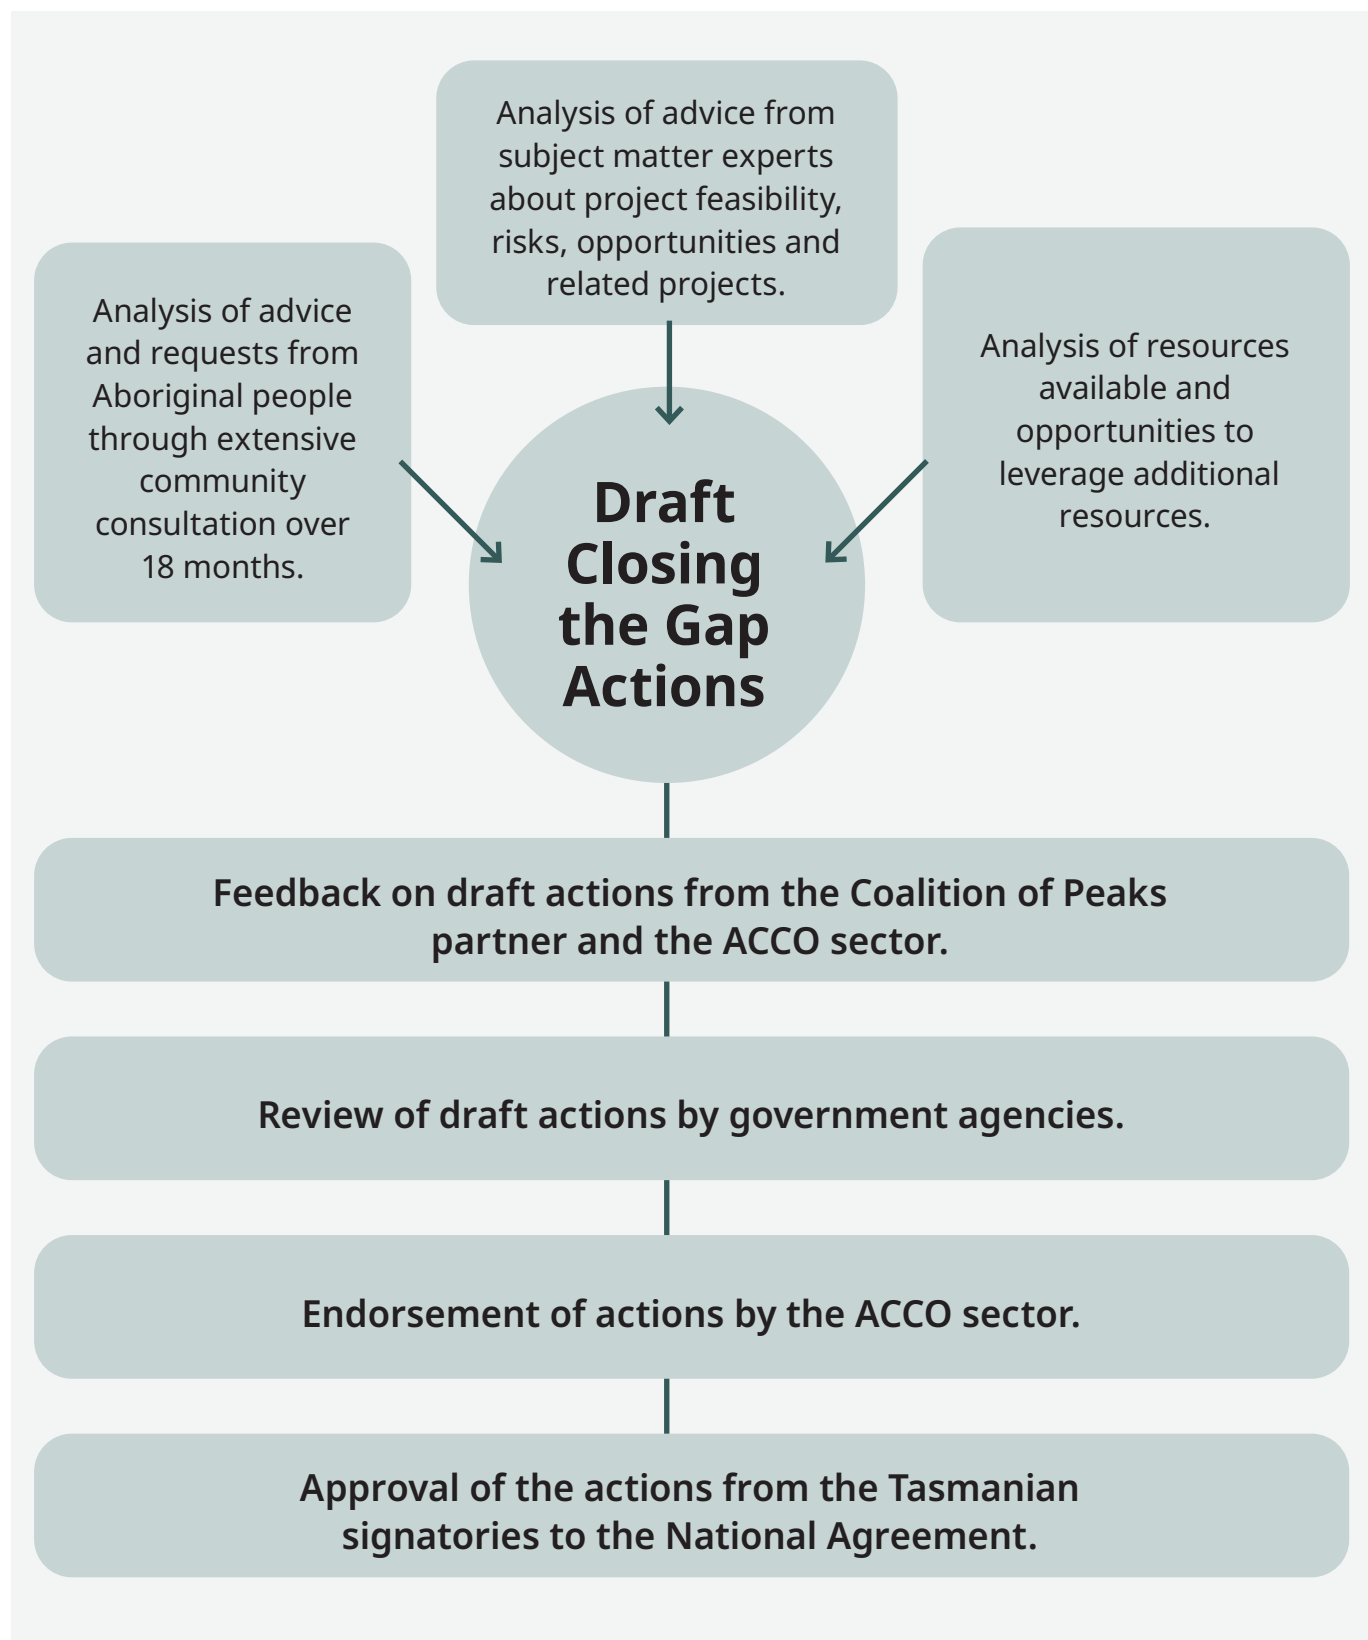 Analysis of advice from
subject matter experts
about project feasibility,
risks, opportunities and
related projects.
Analysis of advice
and requests from
Aboriginal people
through extensive
community
consultation over
18 months.
Analysis of resources
available and
opportunities to
leverage additional
resources.
Draft
Closing
the Gap
Actions
Feedback on draft actions from the Coalition of Peaks
partner and the ACCO sector.
Review of draft actions by government agencies.
Endorsement of actions by the ACCO sector.
Approval of the actions from the Tasmanian
signatories to the National Agreement.